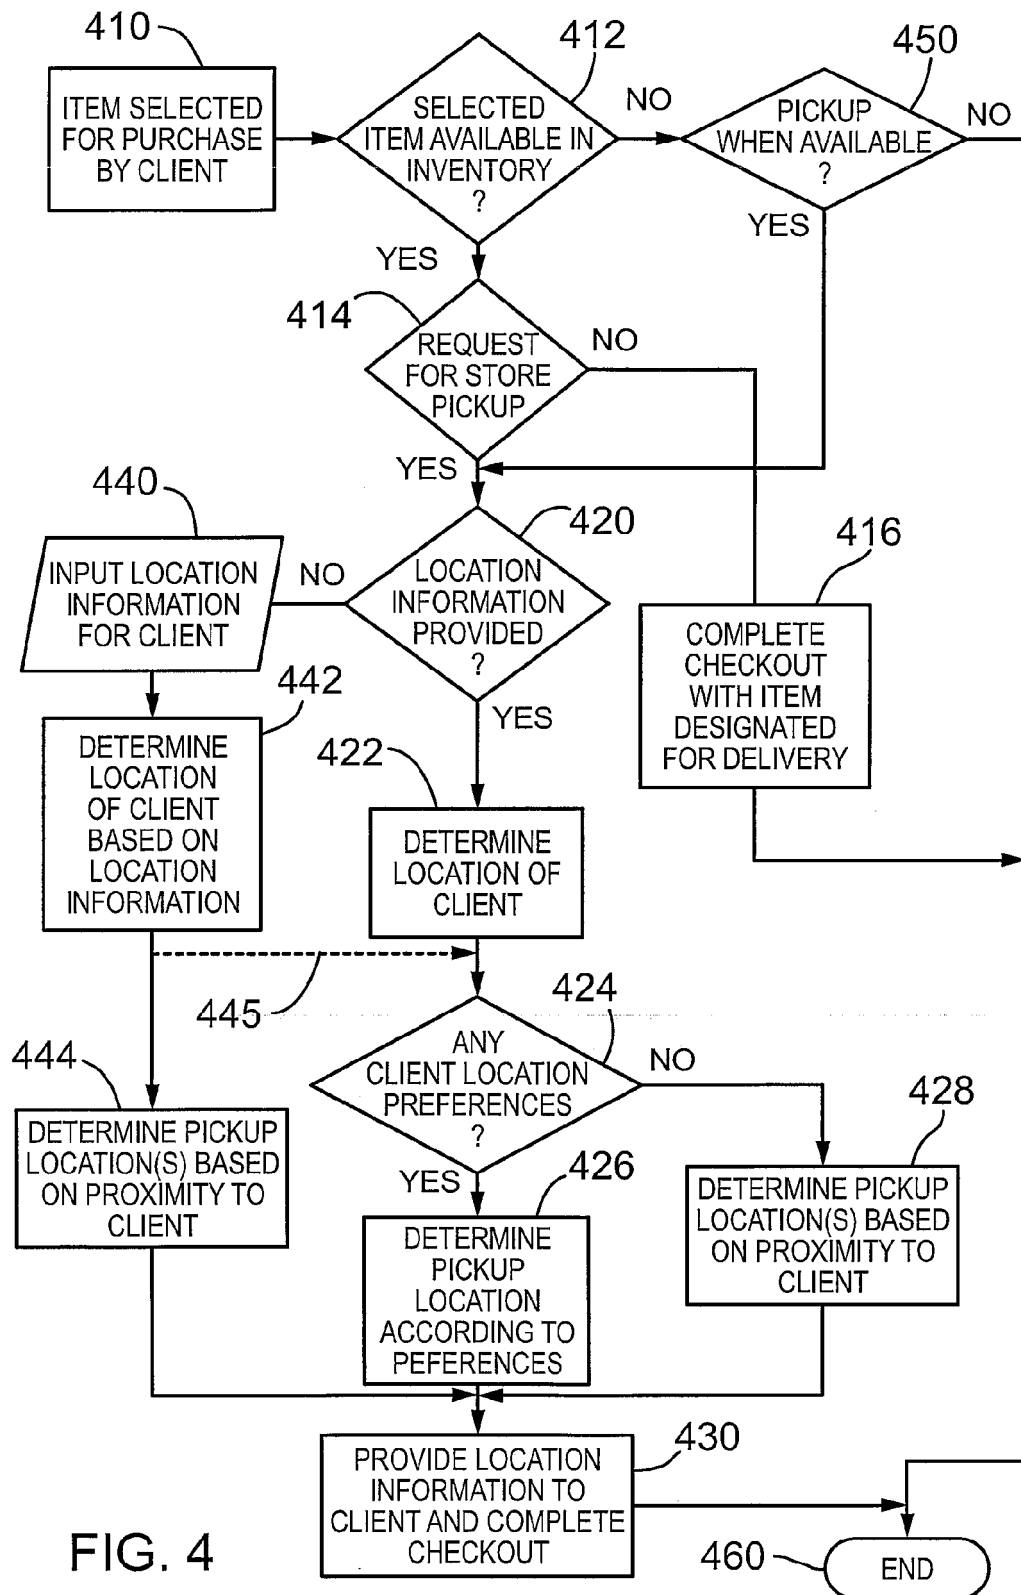 410
ITEM SELECTED
FOR PURCHASE
BY CLIENT
412
SELECTED
ITEM AVAILABLE IN
INVENTORY
?
NO
450
PICKUP
WHEN AVAILABLE
?
NO
YES
YES
414
REQUEST
FOR STORE
PICKUP
NO
YES
440
INPUT LOCATION
INFORMATION
FOR CLIENT
NO
420
LOCATION
INFORMATION
PROVIDED
?
416
COMPLETE
CHECKOUT
WITH ITEM
DESIGNATED
FOR DELIVERY
442
DETERMINE
LOCATION
OF CLIENT
BASED ON
LOCATION
INFORMATION
YES
422
DETERMINE
LOCATION OF
CLIENT
445
424
ANY
CLIENT LOCATION
PREFERENCES
?
NO
YES
444
DETERMINE PICKUP
LOCATION(S) BASED
ON PROXIMITY TO
CLIENT
426
DETERMINE
PICKUP
LOCATION
ACCORDING TO
PEFERENCES
428
DETERMINE PICKUP
LOCATION(S) BASED
ON PROXIMITY TO
CLIENT
430
PROVIDE LOCATION
INFORMATION TO
CLIENT AND COMPLETE
CHECKOUT
460
END
FIG. 4